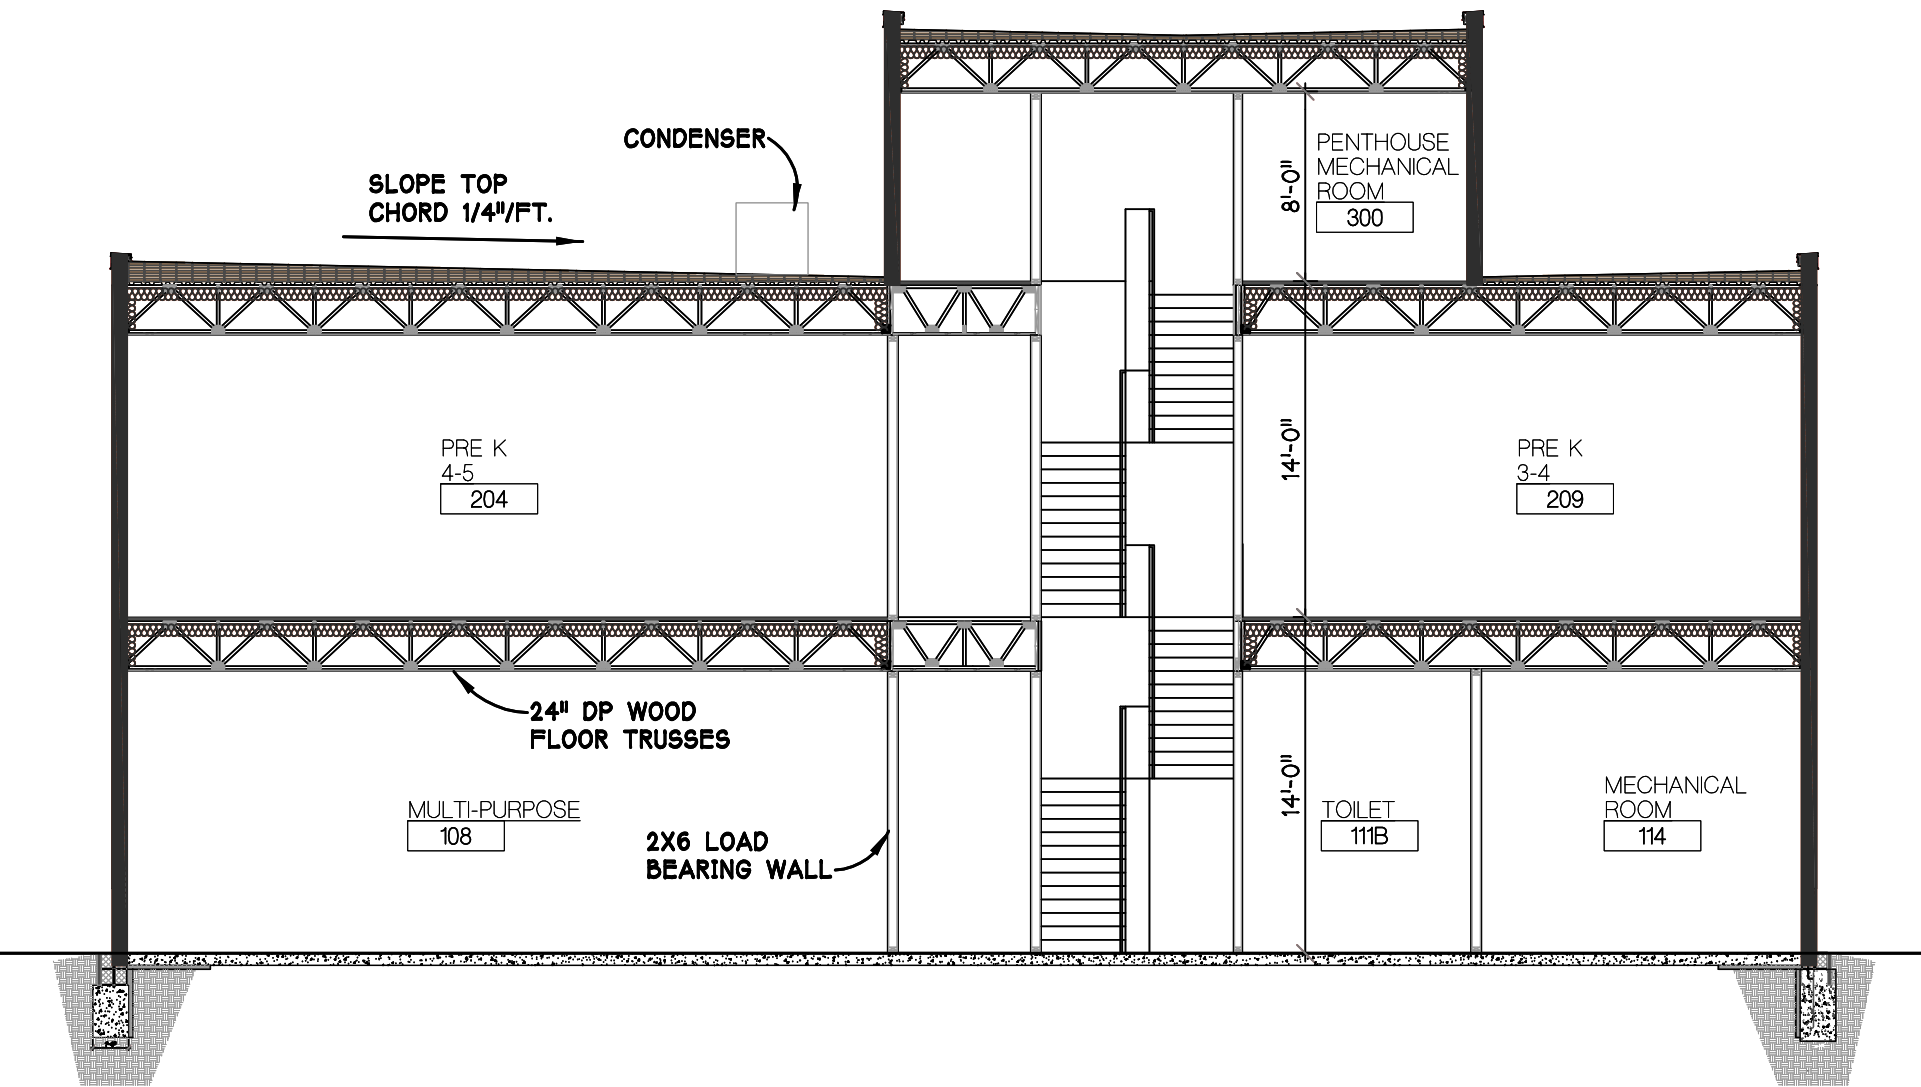 CONDENSER
SLOPE TOP
CHORD 1/4"/FT.
PENTHOUSE
MECHANICAL
ROOM
300
8'-0"
PRE K
4-5
204
14'-0"
PRE K
3-4
209
24" DP WOOD
FLOOR TRUSSES
MULTI-PURPOSE
108
2X6 LOAD
BEARING WALL
14'-0"
TOILET
111B
MECHANICAL
ROOM
114